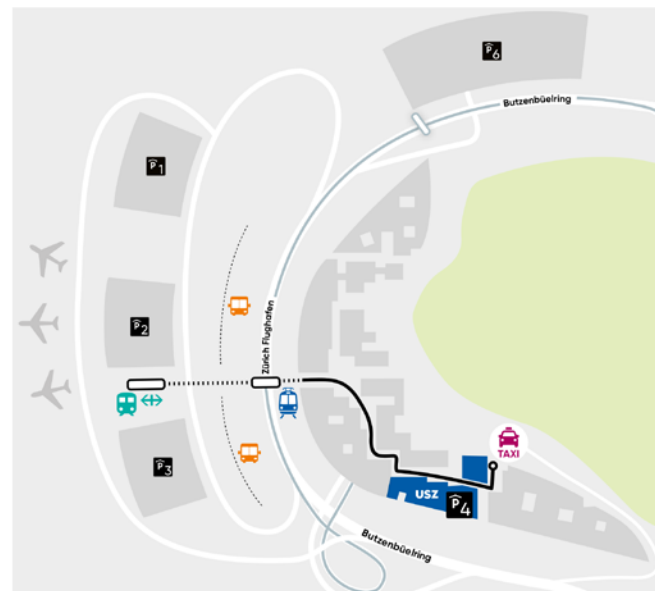 P6
Butzenbüelring
P1
P2
Zürich Flughafen
P3
TAXI
USZ
P4
Butzenbüelring